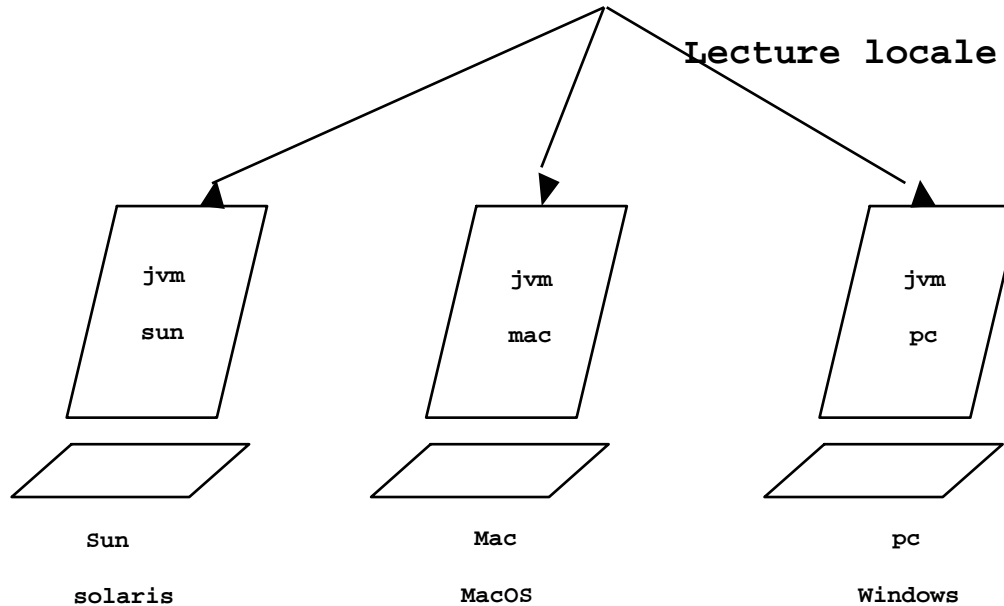 Lecture locale
jvm
sun
jvm
mac
jvm
pc
Sun
solaris
Mac
MacOS
pc
Windows